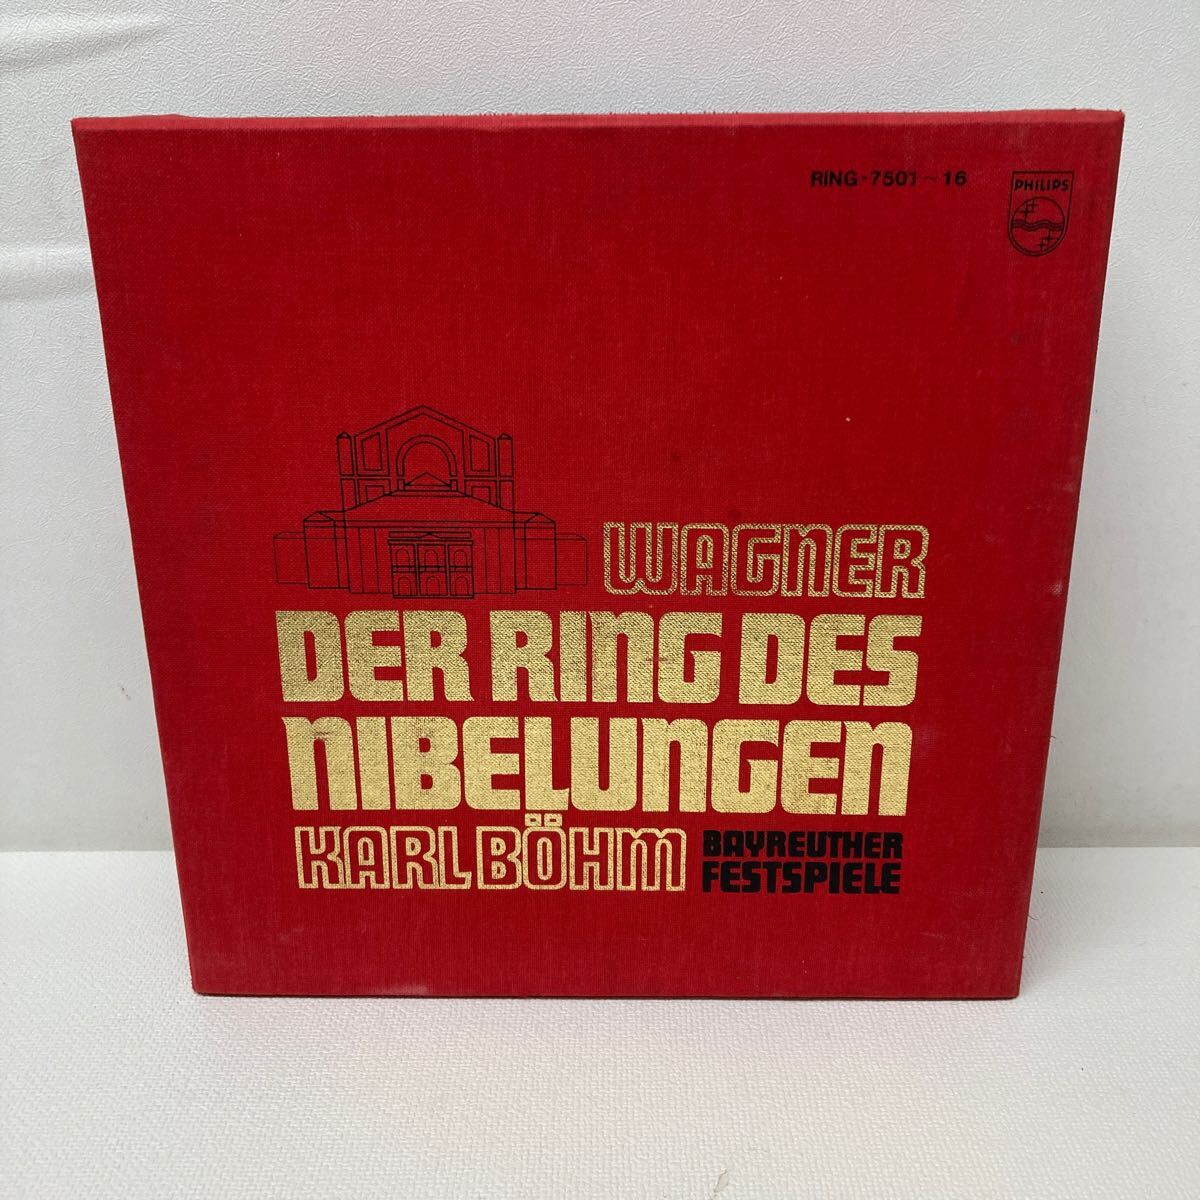 RING-7501~16
PHILIPS
WAGNER
DER RING DES
NIBELUNGEN
KARL BÖHM
BAYREUTHER
FESTSPIELE